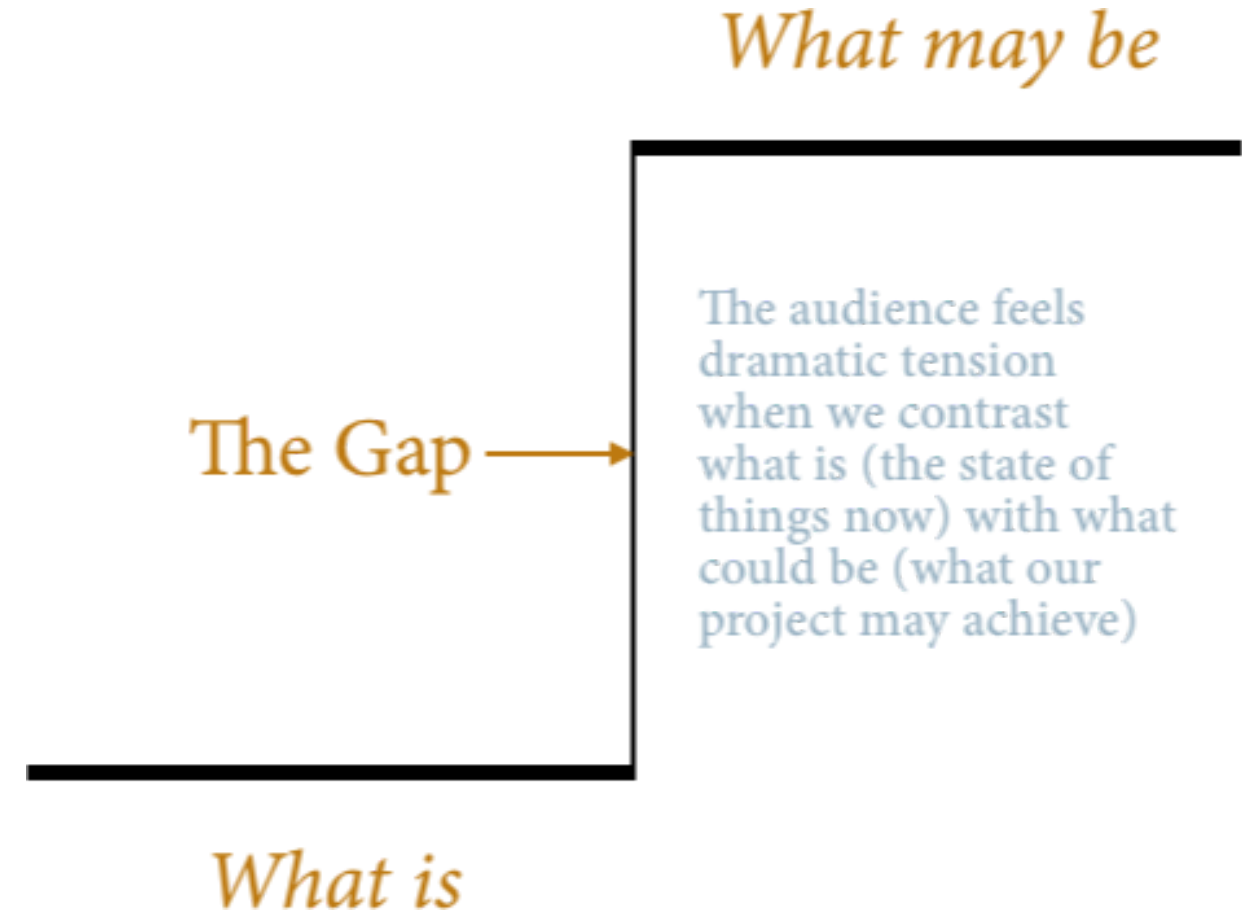 What may be
The Gap
The audience feels
dramatic tension
when we contrast
what is (the state of
things now) with what
could be (what our
project may achieve)
What is